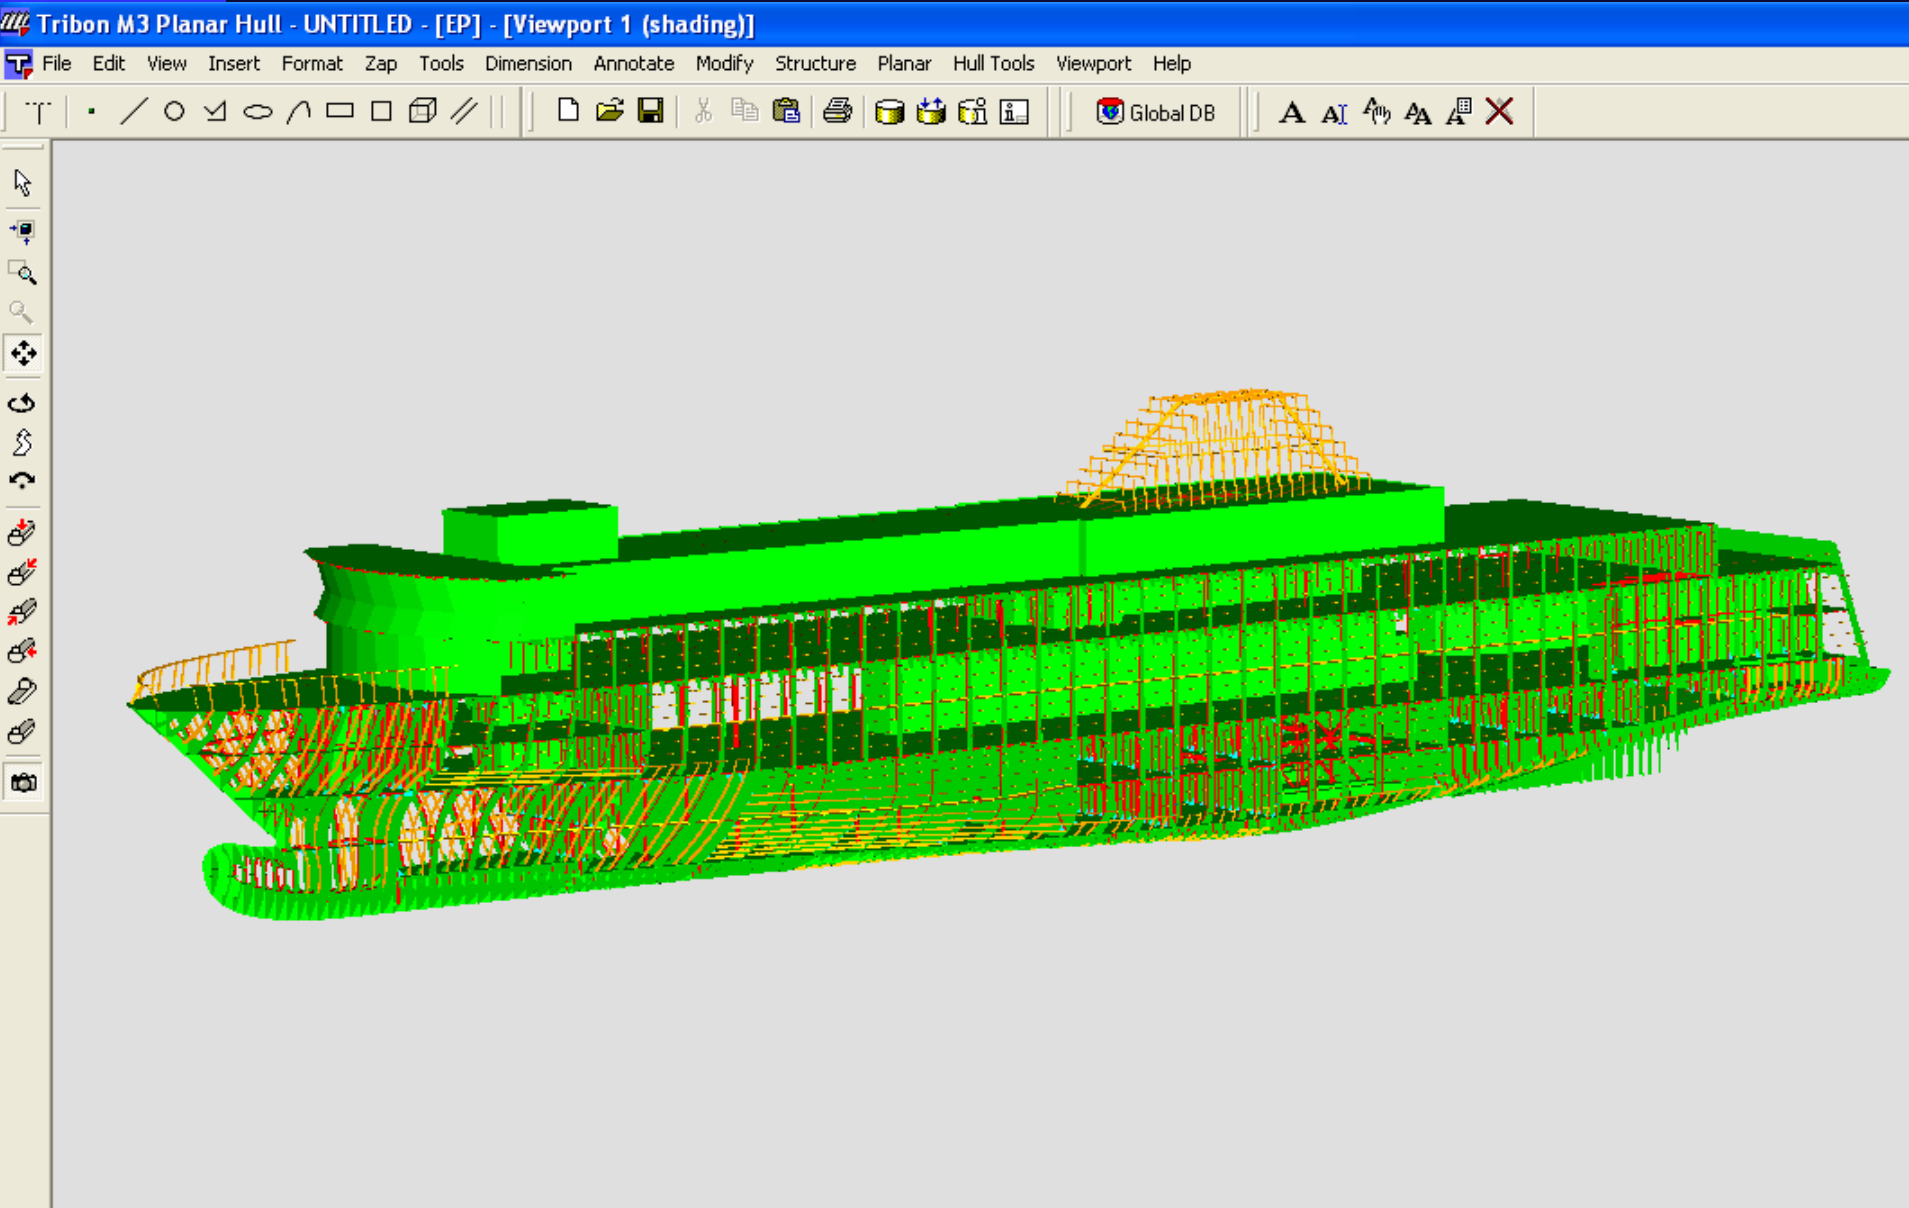 Tribon M3 Planar Hull - UNTITLED - [EP] - [Viewport 1 (shading)]
File Edit View Insert Format Zap Tools Dimension Annotate Modify Structure Planar Hull Tools Viewport Help
Global DB